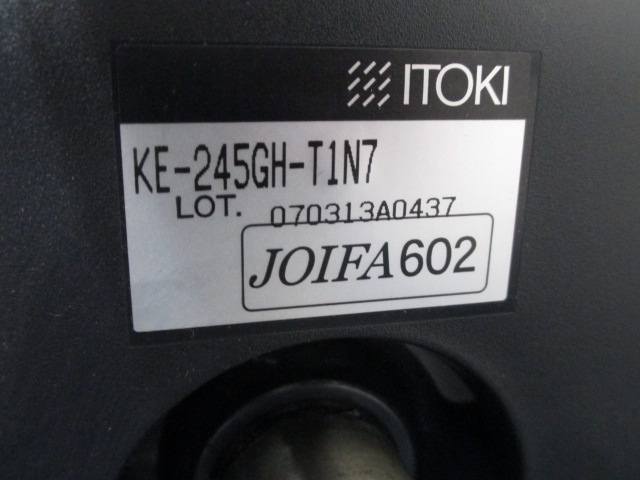 ITOKI
KE-245GH-T1N7
LOT. 070313A0437
JOIFA602